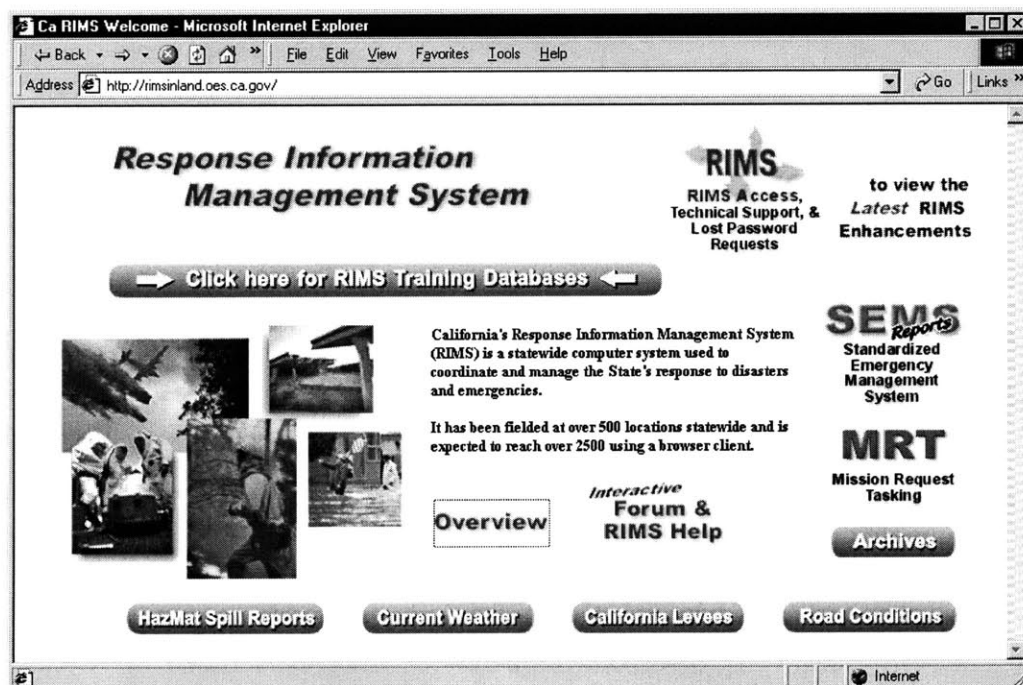 Ca RIMS Welcome - Microsoft Internet Explorer
Back File Edit View Favorites Tools Help
Address http://rimsinland.oes.ca.gov/ Go Links »
Response Information
Management System
RIMS
RIMS Access,
Technical Support, &
Lost Password
Requests
to view the
Latest RIMS
Enhancements
Click here for RIMS Training Databases
California's Response Information Management System
(RIMS) is a statewide computer system used to
coordinate and manage the State's response to disasters
and emergencies.
It has been fielded at over 500 locations statewide and is
expected to reach over 2500 using a browser client.
SEMS
Reports
Standardized
Emergency
Management
System
MRT
Mission Request
Tasking
Overview
Interactive
Forum &
RIMS Help
Archives
HazMat Spill Reports Current Weather California Levees Road Conditions
Internet